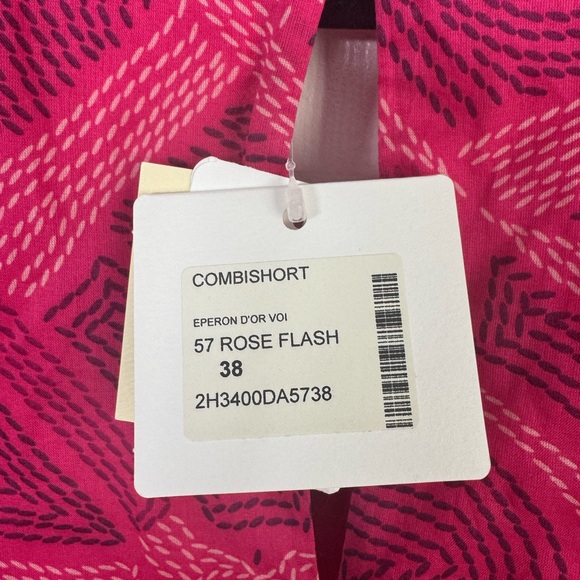 COMBISHORT
EPERON D'OR VOI
57 ROSE FLASH
38
2H3400DA5738